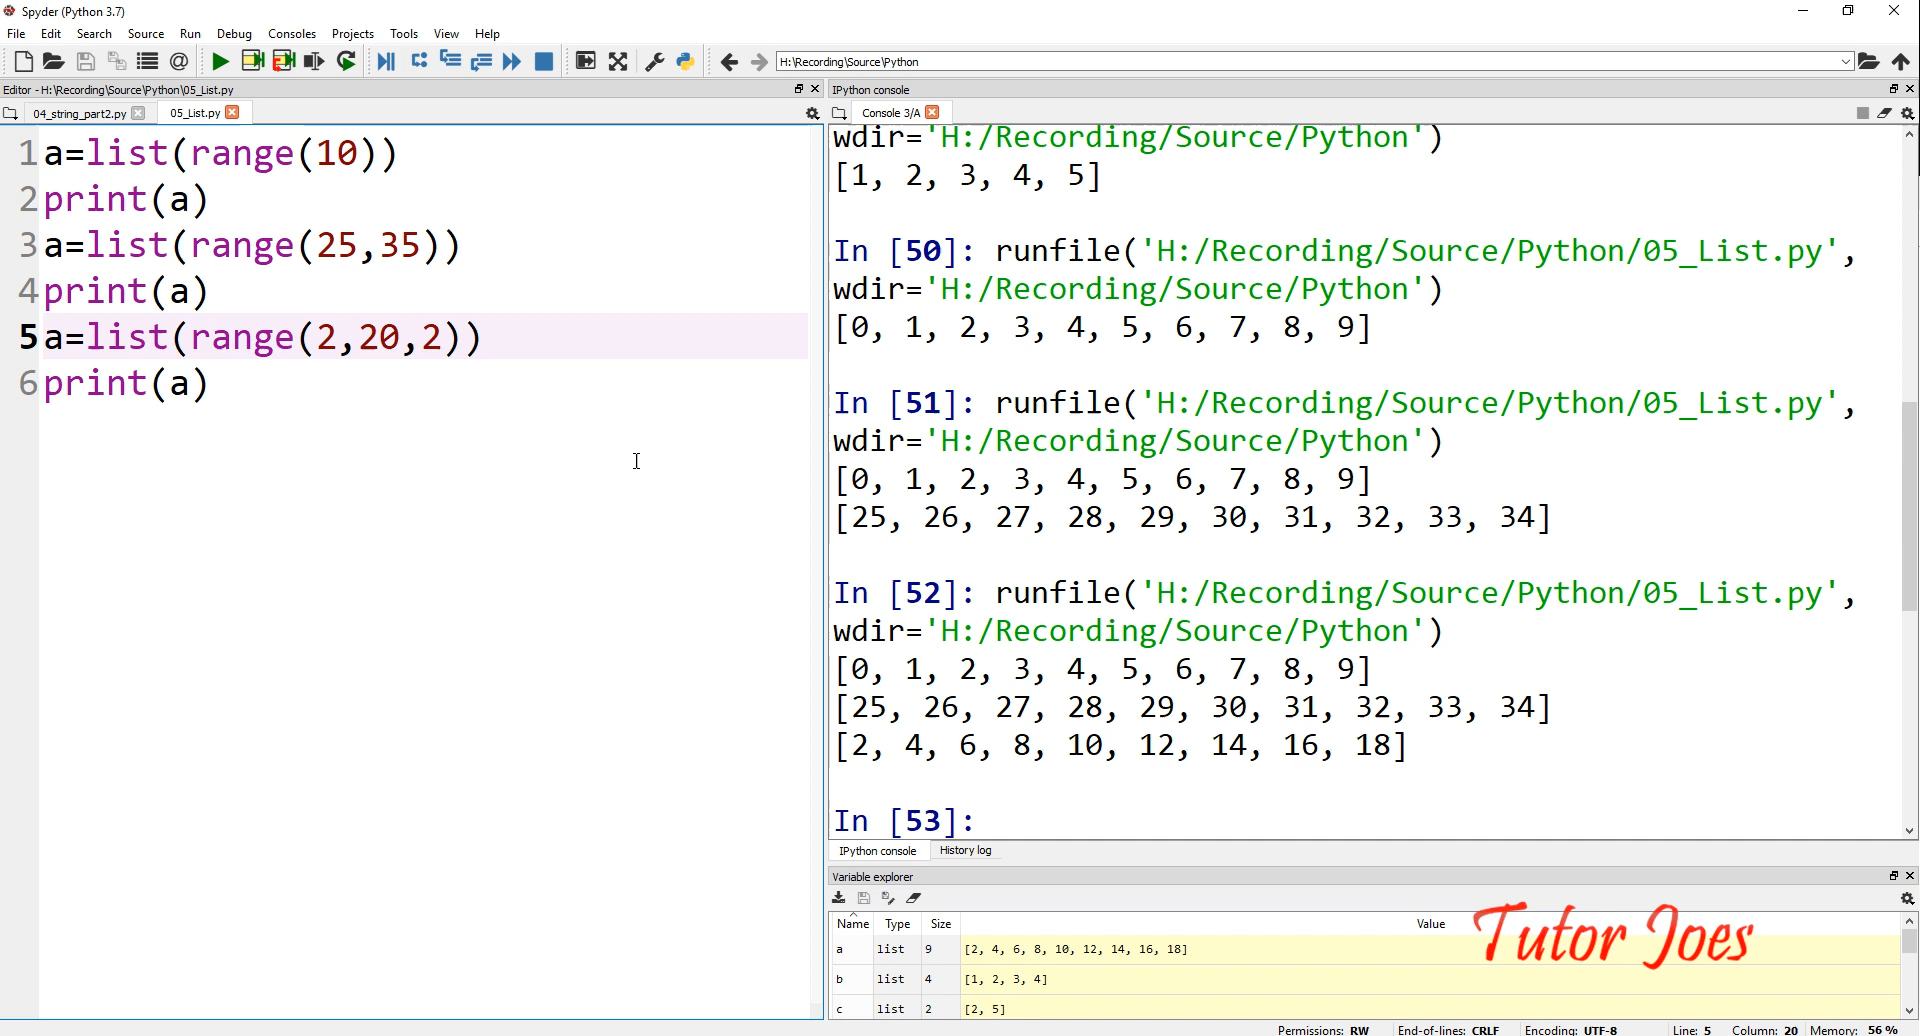 Spyder (Python 3.7)
File Edit Search Source Run Debug Consoles Projects Tools View Help
H:\Recording\Source\Python
Editor - H:\Recording\Source\Python\05_List.py
04_string_part2.py 05_List.py
1 a=list(range(10))
2 print(a)
3 a=list(range(25,35))
4 print(a)
5 a=list(range(2,20,2))
6 print(a)
IPython console
Console 3/A
wdir='H:/Recording/Source/Python')
[1, 2, 3, 4, 5]
In [50]: runfile('H:/Recording/Source/Python/05_List.py',
wdir='H:/Recording/Source/Python')
[0, 1, 2, 3, 4, 5, 6, 7, 8, 9]
In [51]: runfile('H:/Recording/Source/Python/05_List.py',
wdir='H:/Recording/Source/Python')
[0, 1, 2, 3, 4, 5, 6, 7, 8, 9]
[25, 26, 27, 28, 29, 30, 31, 32, 33, 34]
In [52]: runfile('H:/Recording/Source/Python/05_List.py',
wdir='H:/Recording/Source/Python')
[0, 1, 2, 3, 4, 5, 6, 7, 8, 9]
[25, 26, 27, 28, 29, 30, 31, 32, 33, 34]
[2, 4, 6, 8, 10, 12, 14, 16, 18]
In [53]:
IPython console History log
Variable explorer
Name Type Size Value
a list 9 [2, 4, 6, 8, 10, 12, 14, 16, 18]
b list 4 [1, 2, 3, 4]
c list 2 [2, 5]
Tutor Joes
Permissions: RW End-of-lines: CRLF Encoding: UTF-8 Line: 5 Column: 20 Memory: 56 %